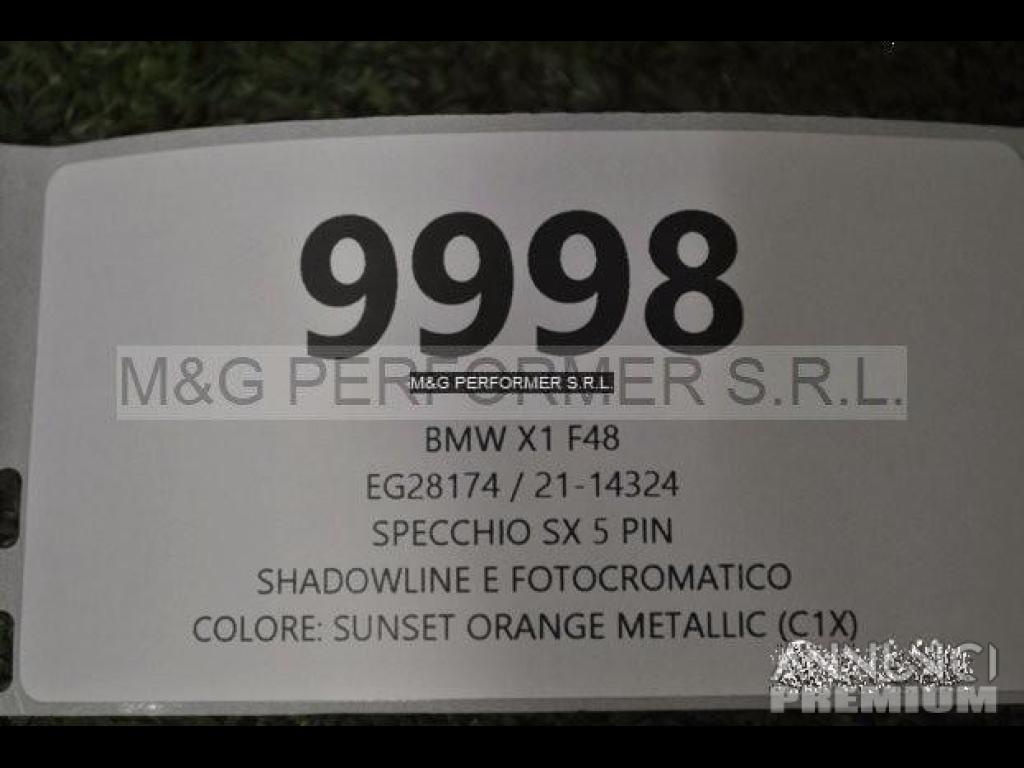 9998
M&G PERFORMER S.R.L.
M&G PERFORMER S.R.L.
BMW X1 F48
EG28174 / 21-14324
SPECCHIO SX 5 PIN
SHADOWLINE E FOTOCROMATICO
COLORE: SUNSET ORANGE METALLIC (C1X)
ANNUNCI
PREMIUM